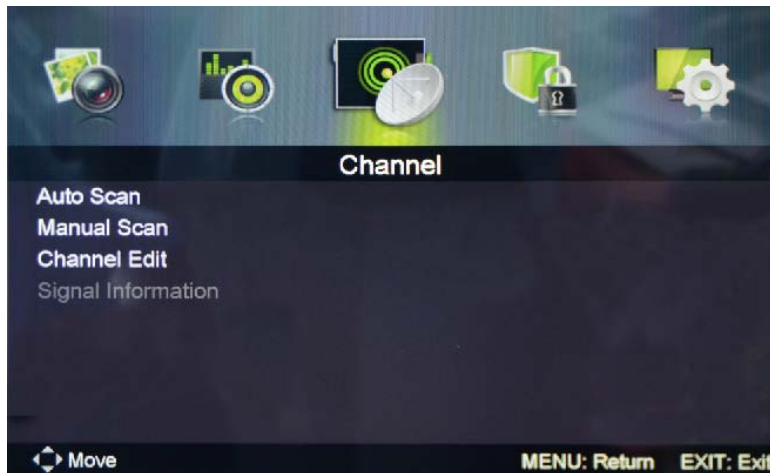 Channel
Auto Scan
Manual Scan
Channel Edit
Signal Information
Move MENU: Return EXIT: Exit